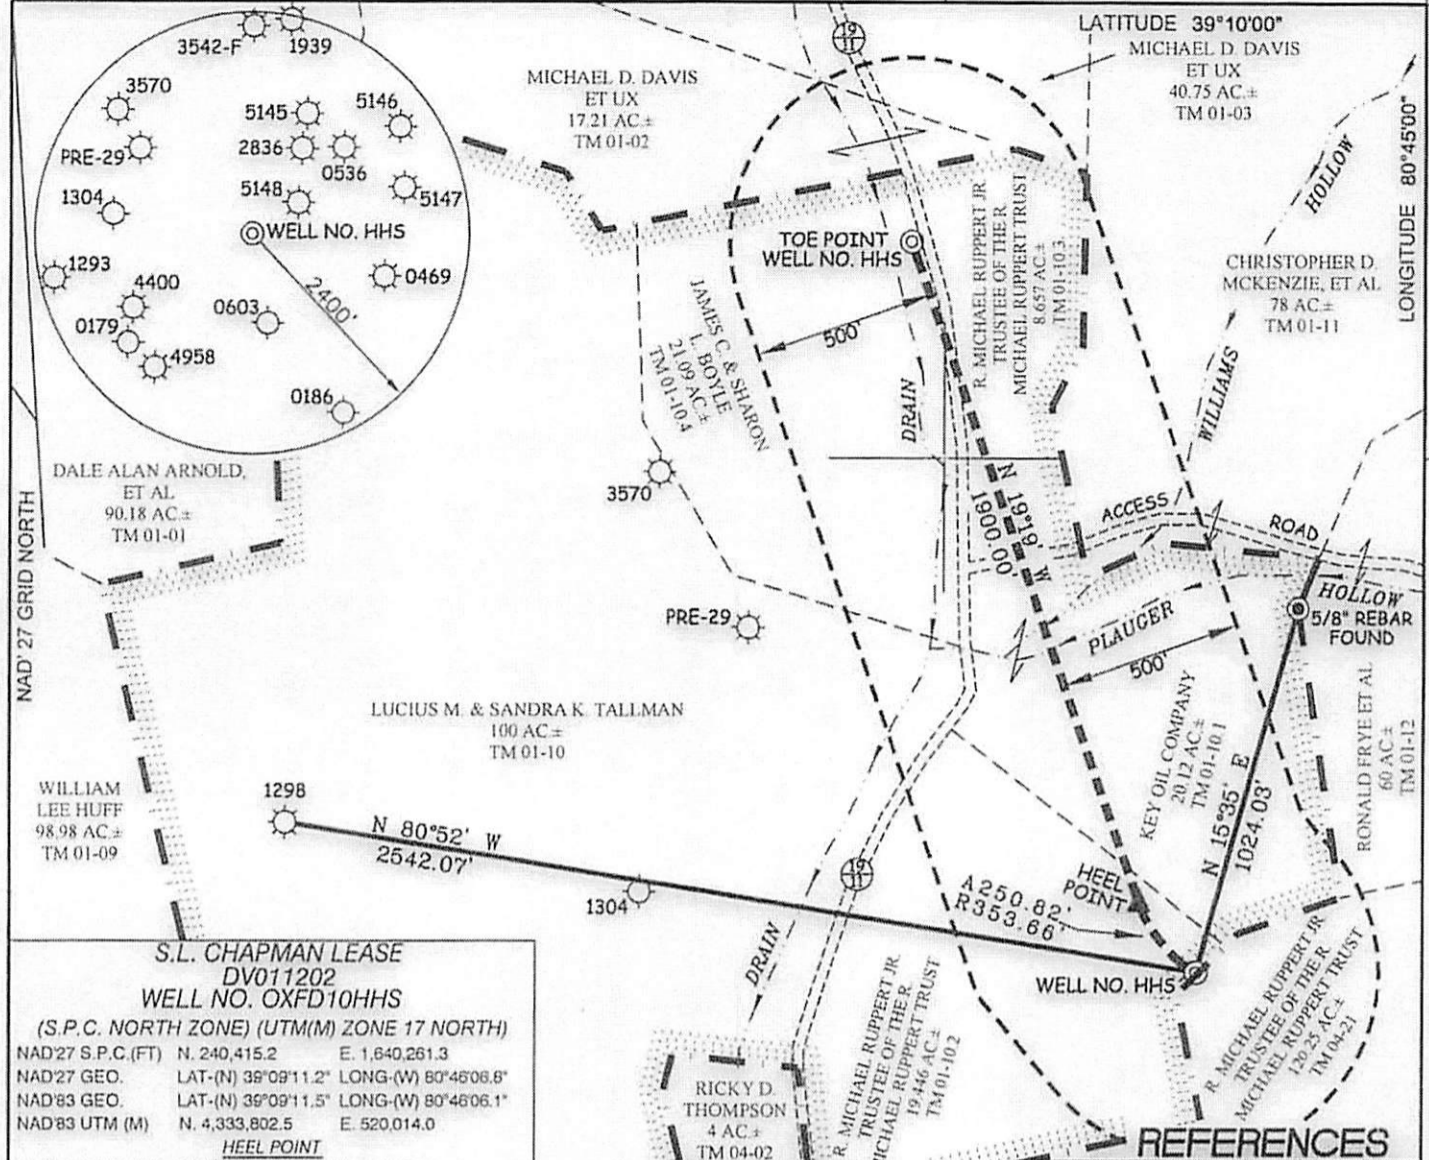 LATITUDE 39°10'00"
LONGITUDE 80°45'00"
NAD'27 GRID NORTH
3542-F
1939
3570
5145
5146
PRE-29
2836
0536
1304
5148
5147
WELL NO. HHS
1293
4400
0469
0179
0603
2400'
4958
0186
MICHAEL D. DAVIS
ET UX
17.21 AC.±
TM 01-02
19
11
MICHAEL D. DAVIS
ET UX
40.75 AC.±
TM 01-03
WILLIAMS
HOLLOW
CHRISTOPHER D.
MCKENZIE, ET AL
78 AC.±
TM 01-11
TOE POINT
WELL NO. HHS
500'
R. MICHAEL RUPPERT JR
TRUSTEE OF THE R.
MICHAEL RUPPERT TRUST
8.657 AC.±
TM 01-10.3
JAMES C. & SHARON
L. BOYLE
21.09 AC.±
TM 01-10.4
DRAIN
N 19°19' W
1900.00'
DALE ALAN ARNOLD,
ET AL
90.18 AC.±
TM 01-01
3570
ACCESS
ROAD
PRE-29
PLAUGER
HOLLOW
5/8" REBAR
FOUND
500'
LUCIUS M. & SANDRA K. TALLMAN
100 AC.±
TM 01-10
KEY OIL COMPANY
20.12 AC.±
TM 01-10.1
N 15°35' E
1024.03'
RONALD FRYE ET AL
60 AC.±
TM 01-12
WILLIAM
LEE HUFF
98.98 AC.±
TM 01-09
1298
N 80°52' W
2542.07'
1304
19
11
A250.82'
R353.66'
HEEL
POINT
WELL NO. HHS
DRAIN
R. MICHAEL RUPPERT JR.
TRUSTEE OF THE R.
MICHAEL RUPPERT TRUST
19.446 AC.±
TM 01-10.2
R. MICHAEL RUPPERT JR
TRUSTEE OF THE R.
MICHAEL RUPPERT TRUST
120.25 AC.±
TM 04-21
RICKY D.
THOMPSON
4 AC.±
TM 04-02
S.L. CHAPMAN LEASE
DV011202
WELL NO. OXFD10HHS
(S.P.C. NORTH ZONE) (UTM(M) ZONE 17 NORTH)
NAD'27 S.P.C.(FT) N. 240,415.2 E. 1,640,261.3
NAD'27 GEO. LAT-(N) 39°09'11.2" LONG-(W) 80°46'06.8"
NAD'83 GEO. LAT-(N) 39°09'11.5" LONG-(W) 80°46'06.1"
NAD'83 UTM (M) N. 4,333,802.5 E. 520,014.0
HEEL POINT
REFERENCES